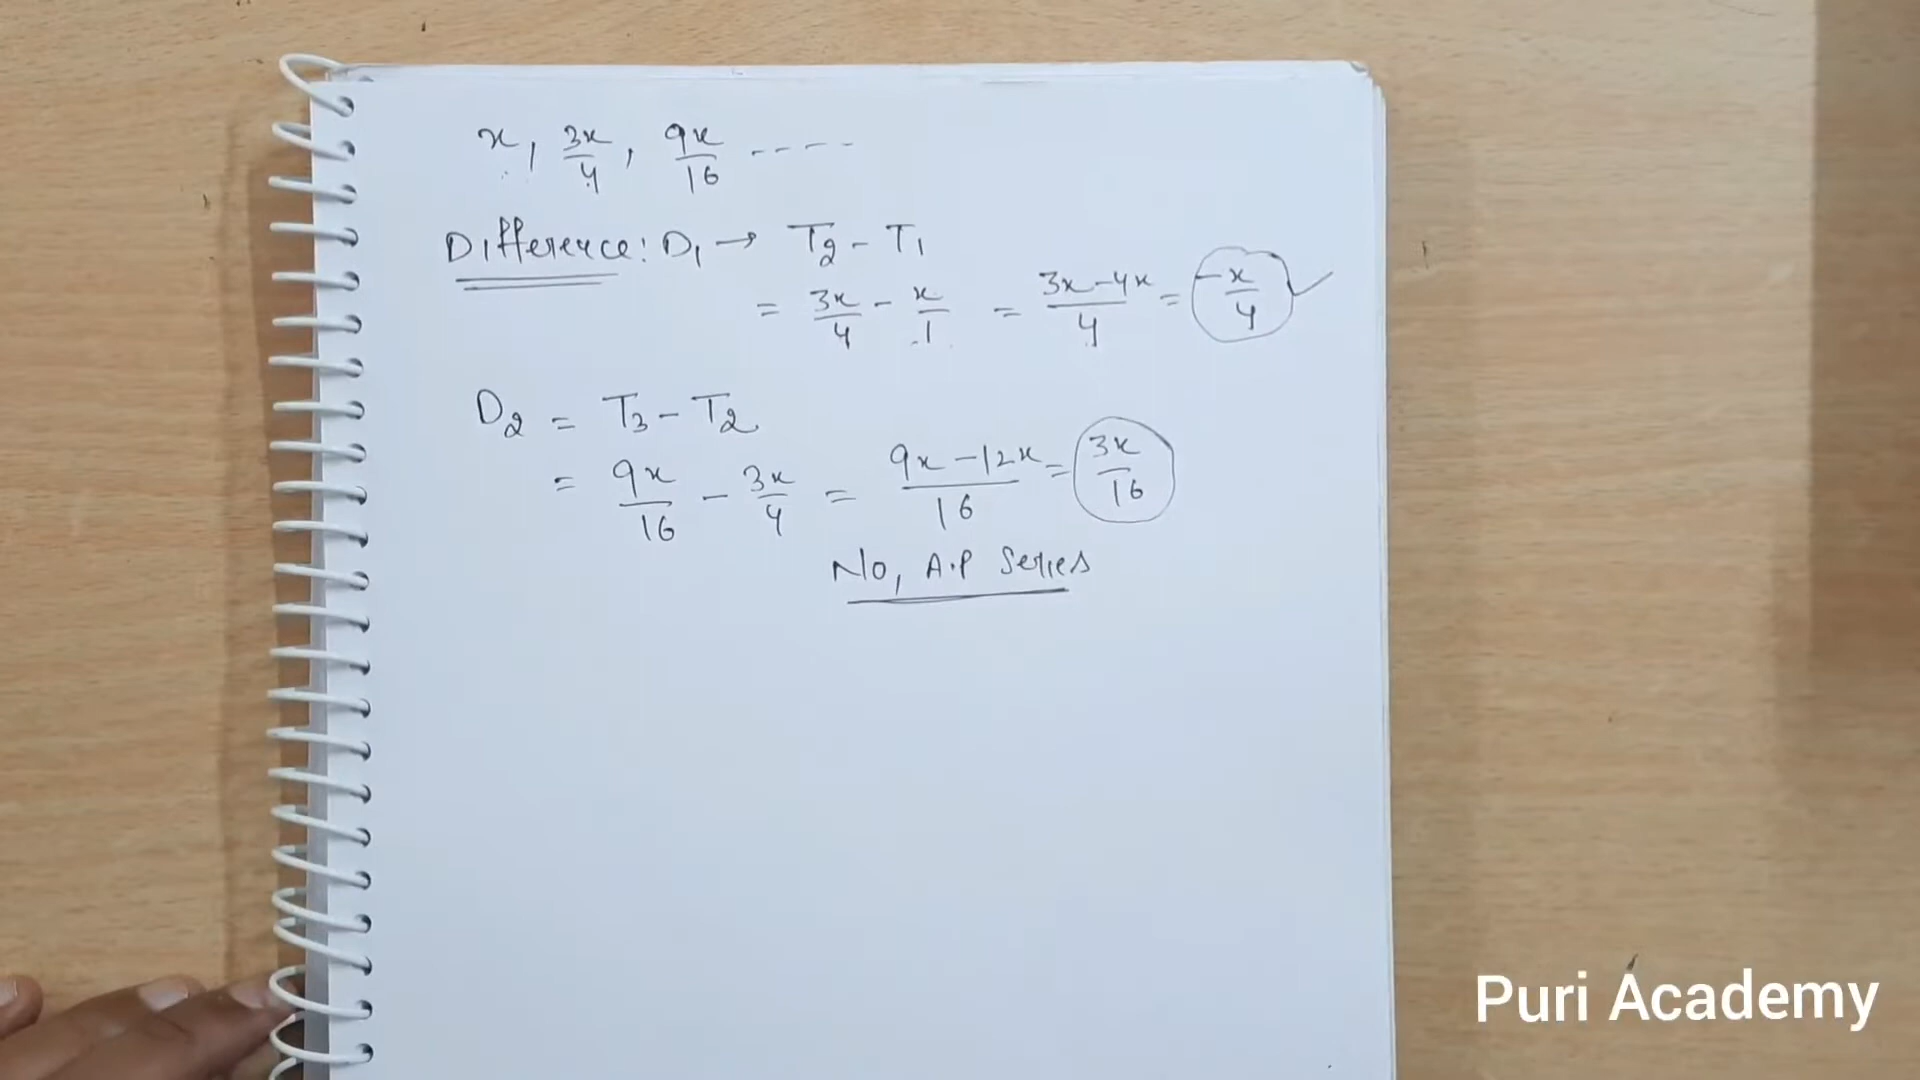 x, 3x/4, 9x/16 ----
Difference: D₁ → T₂ - T₁
= 3x/4 - x/1 = (3x-4x)/4 = -x/4 ✓
D₂ = T₃ - T₂
= 9x/16 - 3x/4 = (9x-12x)/16 = 3x/16
No, A.P Series
Puri Academy